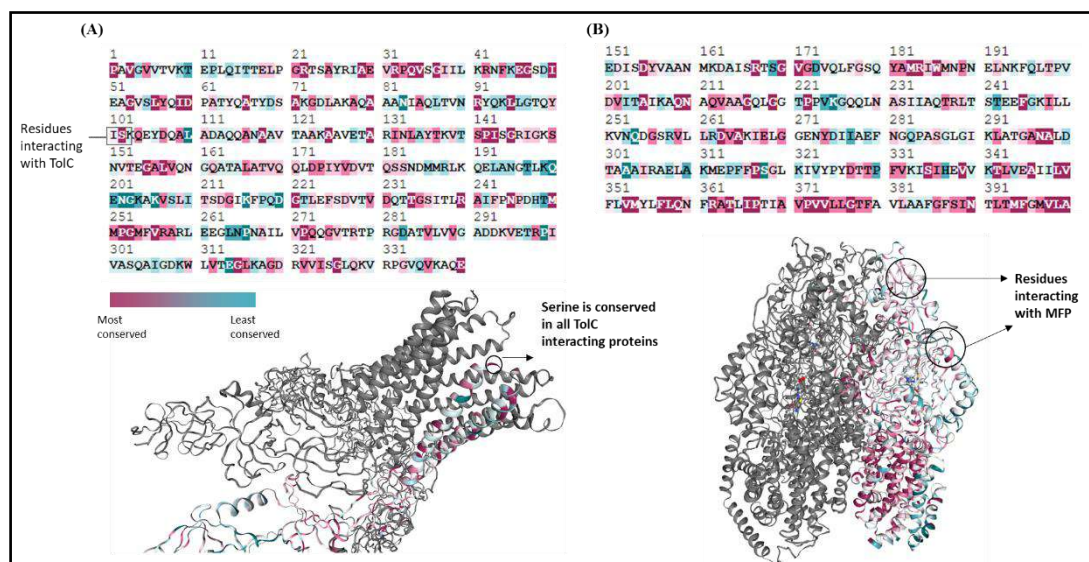 (A)
1 11 21 31 41
PAVGVVTVKT EPLQITTELP GRTSAYRIAE VRPQVSGIIL KRNFKEGSDI
51 61 71 81 91
EAGVSLYQID PATYQATYDS AKGDLAKAQA AANIAQLTVN RYQKLLGTQY
101 111 121 131 141
ISKQEYDQAL ADAQQANAAV TAAKAAVETA RINLAYTKVT SPISGRIGKS
151 161 171 181 191
NVTEGALVQN GQATALATVQ QLDPIYVDVT QSSNDMMRLK QELANGTLKQ
201 211 221 231 241
ENGKAKVSLI TSDGIKFPQD GTLEFSDVTV DQTTGSITLR AIFPNPDHTM
251 261 271 281 291
MPGMFVRARL EEGLNPNAIL VPQQGVTRTP RGDATVLVVG ADDKVETRPI
301 311 321 331
VASQAIGDKW LVTEGLKAGD RVVISGLQKV RPGVQVKAQE
Residues
interacting
with TolC
Most
conserved
Least
conserved
Serine is conserved
in all TolC
interacting proteins
(B)
151 161 171 181 191
EDISDYVAAN MKDAISRTSG VGDVQLFGSQ YAMRIWMNPN ELNKFQLTPV
201 211 221 231 241
DVITAIKAQN AQVAAGQLGG TPPVKGQQLN ASIIAQTRLT STEEFGKILL
251 261 271 281 291
KVNQDGSRVL LRDVAKIELG GENYDIIAEF NGQPASGLGI KLATGANALD
301 311 321 331 341
TAAAIRAELA KMEPFFPSGL KIVYPYDTTP FVKISIHEVV KTLVEAIILV
351 361 371 381 391
FLVMYLFLQN FRATLIPTIA VPVVLLGTFA VLAAFGFSIN TLTMFGMVLA
Residues
interacting
with MFP